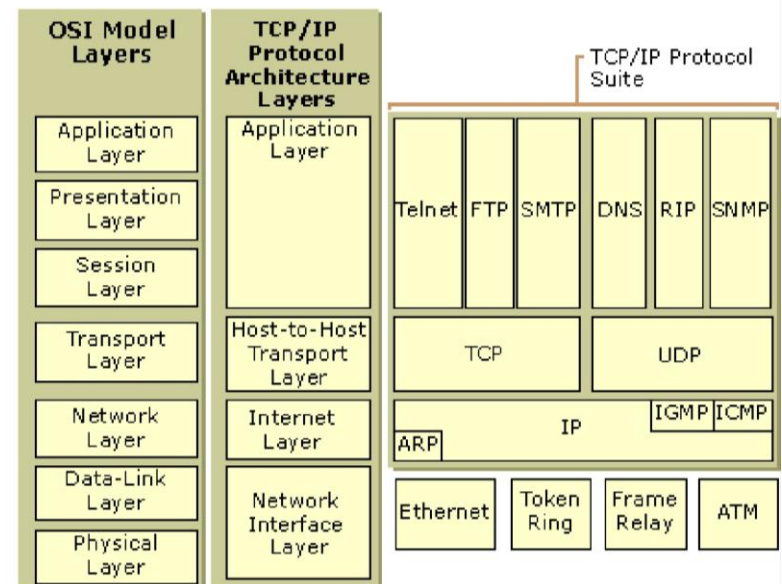 OSI Model
Layers
Application
Layer
Presentation
Layer
Session
Layer
Transport
Layer
Network
Layer
Data-Link
Layer
Physical
Layer
TCP/IP
Protocol
Architecture
Layers
Application
Layer
Host-to-Host
Transport
Layer
Internet
Layer
Network
Interface
Layer
TCP/IP Protocol
Suite
Telnet FTP SMTP DNS RIP SNMP
TCP UDP
IGMP ICMP
IP
ARP
Ethernet
Token
Ring
Frame
Relay
ATM